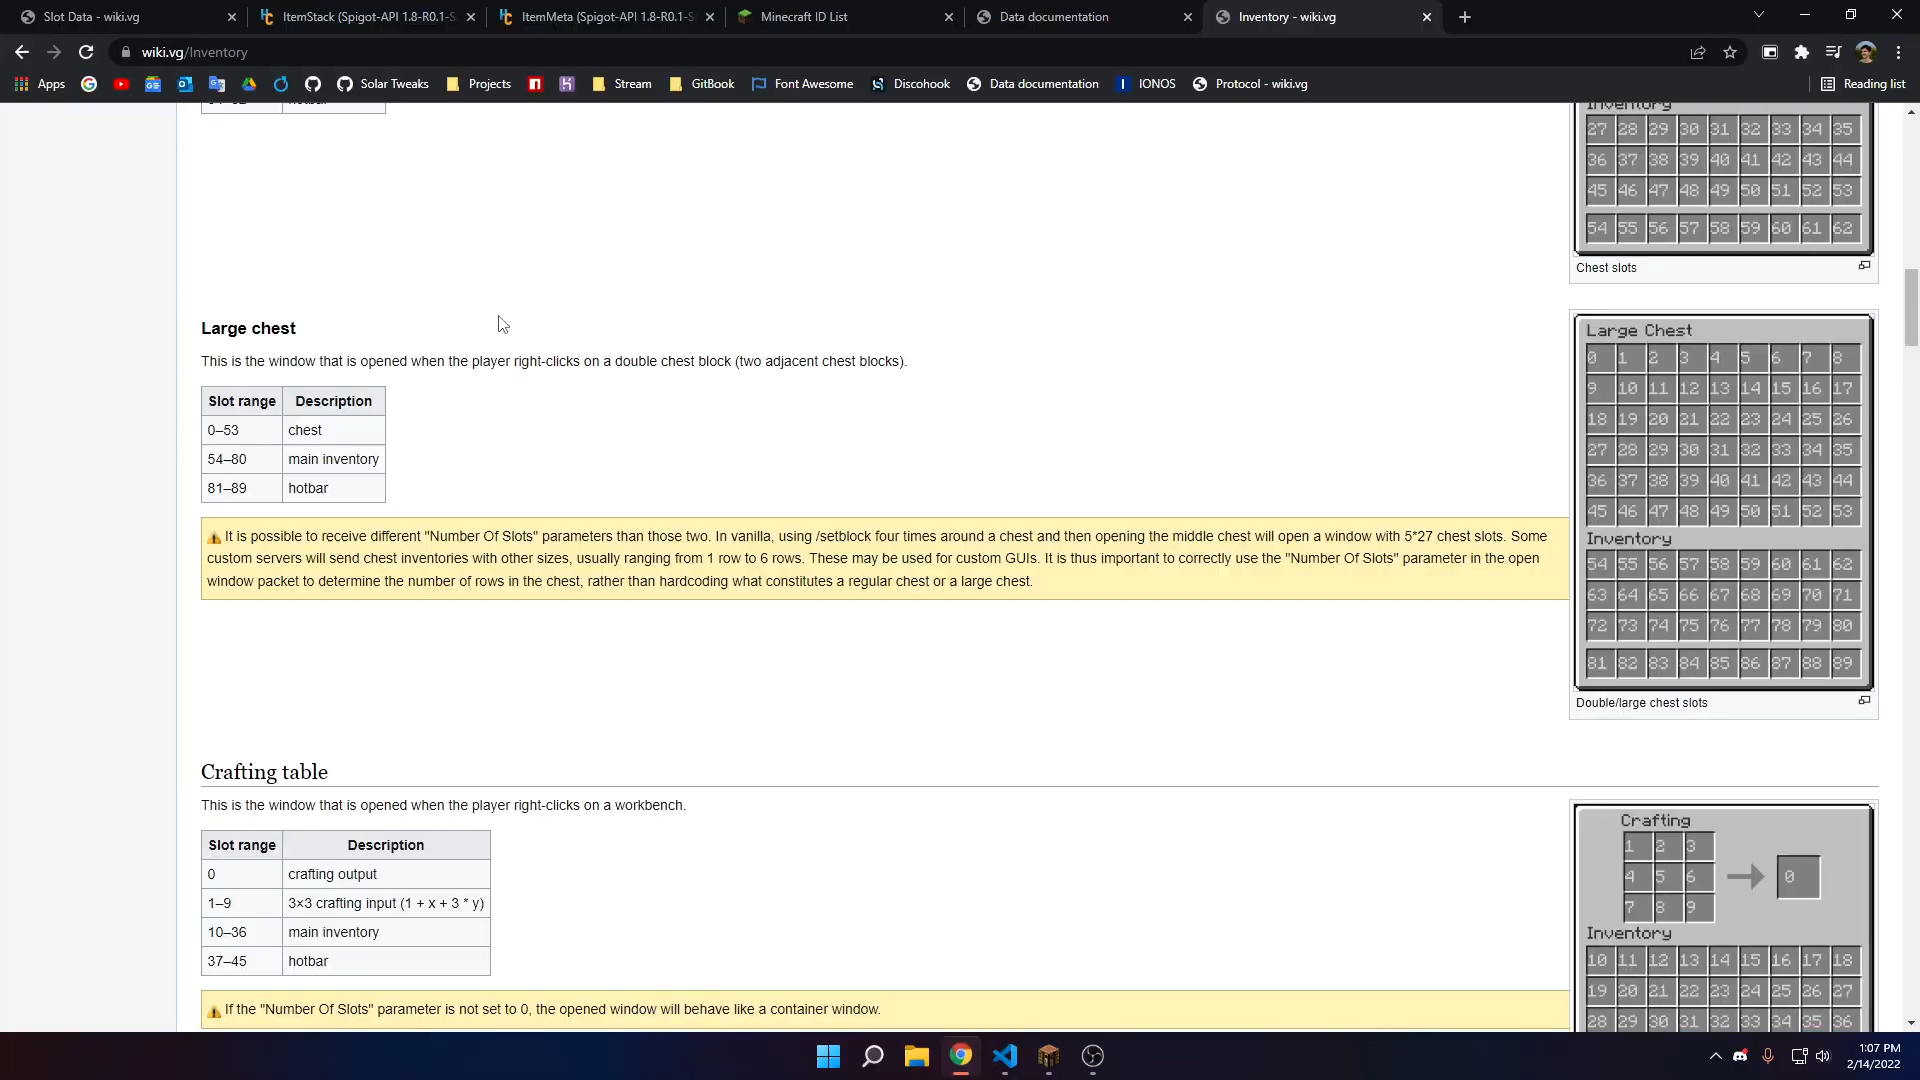 Slot Data - wiki.vg
ItemStack (Spigot-API 1.8-R0.1-S
ItemMeta (Spigot-API 1.8-R0.1-S
Minecraft ID List
Data documentation
Inventory - wiki.vg
wiki.vg/Inventory
Apps
Solar Tweaks
Projects
Stream
GitBook
Font Awesome
Discohook
Data documentation
IONOS
Protocol - wiki.vg
Reading list
hotbar
Inventory
27 28 29 30 31 32 33 34 35
36 37 38 39 40 41 42 43 44
45 46 47 48 49 50 51 52 53
54 55 56 57 58 59 60 61 62
Chest slots
Large chest
This is the window that is opened when the player right-clicks on a double chest block (two adjacent chest blocks).
Slot range Description
0–53 chest
54–80 main inventory
81–89 hotbar
It is possible to receive different "Number Of Slots" parameters than those two. In vanilla, using /setblock four times around a chest and then opening the middle chest will open a window with 5*27 chest slots. Some
custom servers will send chest inventories with other sizes, usually ranging from 1 row to 6 rows. These may be used for custom GUIs. It is thus important to correctly use the "Number Of Slots" parameter in the open
window packet to determine the number of rows in the chest, rather than hardcoding what constitutes a regular chest or a large chest.
Large Chest
0 1 2 3 4 5 6 7 8
9 10 11 12 13 14 15 16 17
18 19 20 21 22 23 24 25 26
27 28 29 30 31 32 33 34 35
36 37 38 39 40 41 42 43 44
45 46 47 48 49 50 51 52 53
Inventory
54 55 56 57 58 59 60 61 62
63 64 65 66 67 68 69 70 71
72 73 74 75 76 77 78 79 80
81 82 83 84 85 86 87 88 89
Double/large chest slots
Crafting table
This is the window that is opened when the player right-clicks on a workbench.
Slot range Description
0 crafting output
1–9 3×3 crafting input (1 + x + 3 * y)
10–36 main inventory
37–45 hotbar
If the "Number Of Slots" parameter is not set to 0, the opened window will behave like a container window.
Crafting
1 2 3
4 5 6 0
7 8 9
Inventory
10 11 12 13 14 15 16 17 18
19 20 21 22 23 24 25 26 27
28 29 30 31 32 33 34 35 36
1:07 PM
2/14/2022